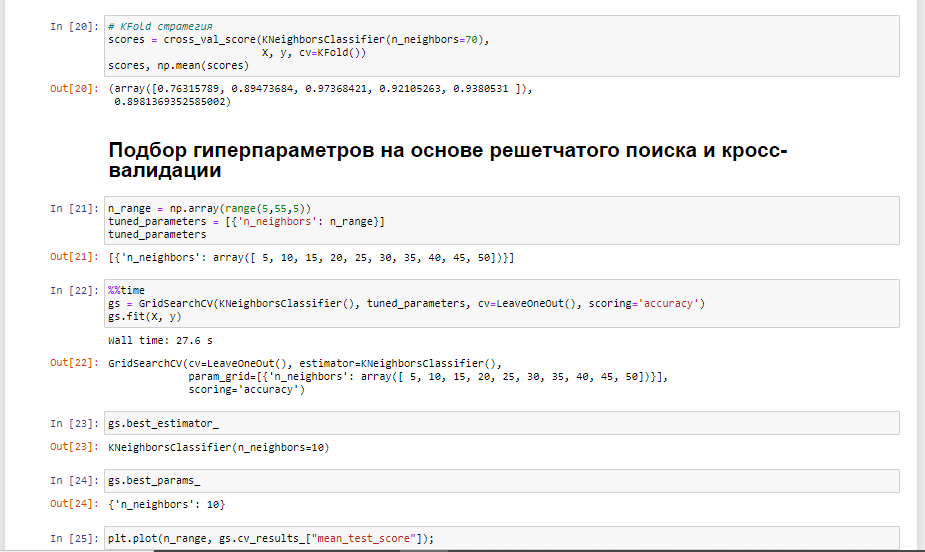 In [20]: # KFold стратегия
scores = cross_val_score(KNeighborsClassifier(n_neighbors=70),
X, y, cv=KFold())
scores, np.mean(scores)
Out[20]: (array([0.76315789, 0.89473684, 0.97368421, 0.92105263, 0.9380531 ]),
0.8981369352585002)
Подбор гиперпараметров на основе решетчатого поиска и кросс-
валидации
In [21]: n_range = np.array(range(5,55,5))
tuned_parameters = [{'n_neighbors': n_range}]
tuned_parameters
Out[21]: [{'n_neighbors': array([ 5, 10, 15, 20, 25, 30, 35, 40, 45, 50])}]
In [22]: %%time
gs = GridSearchCV(KNeighborsClassifier(), tuned_parameters, cv=LeaveOneOut(), scoring='accuracy')
gs.fit(X, y)
Wall time: 27.6 s
Out[22]: GridSearchCV(cv=LeaveOneOut(), estimator=KNeighborsClassifier(),
param_grid=[{'n_neighbors': array([ 5, 10, 15, 20, 25, 30, 35, 40, 45, 50])}],
scoring='accuracy')
In [23]: gs.best_estimator_
Out[23]: KNeighborsClassifier(n_neighbors=10)
In [24]: gs.best_params_
Out[24]: {'n_neighbors': 10}
In [25]: plt.plot(n_range, gs.cv_results_["mean_test_score"]);